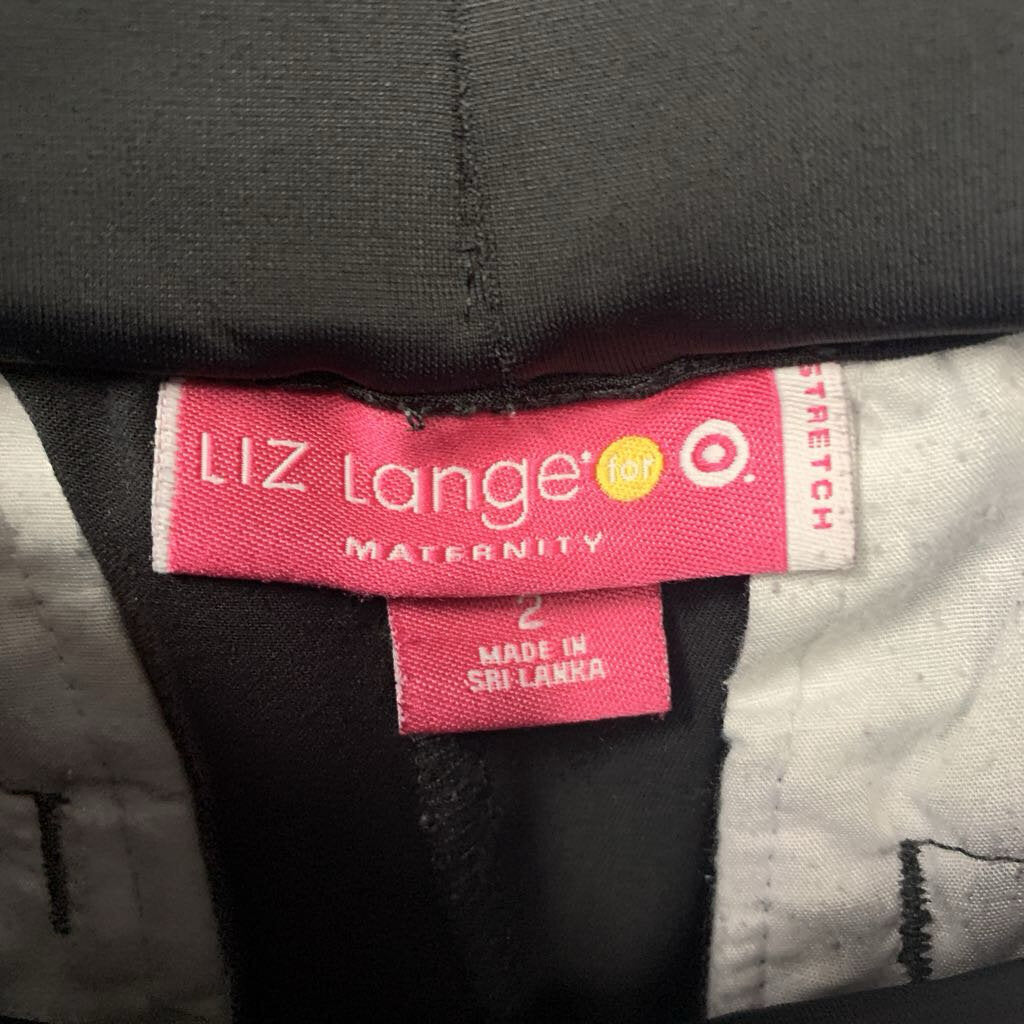 LIZ Lange for
MATERNITY
STRETCH
2
MADE IN
SRI LANKA